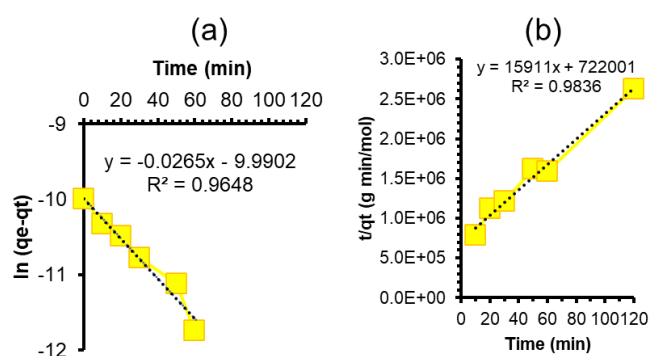 (a)
Time (min)
0 20 40 60 80 100 120
-9
-10
-11
-12
ln (qe-qt)
y = -0.0265x - 9.9902
R² = 0.9648
(b)
3.0E+06
2.5E+06
2.0E+06
1.5E+06
1.0E+06
5.0E+05
0.0E+00
t/qt (g min/mol)
y = 15911x + 722001
R² = 0.9836
0 20 40 60 80 100 120
Time (min)